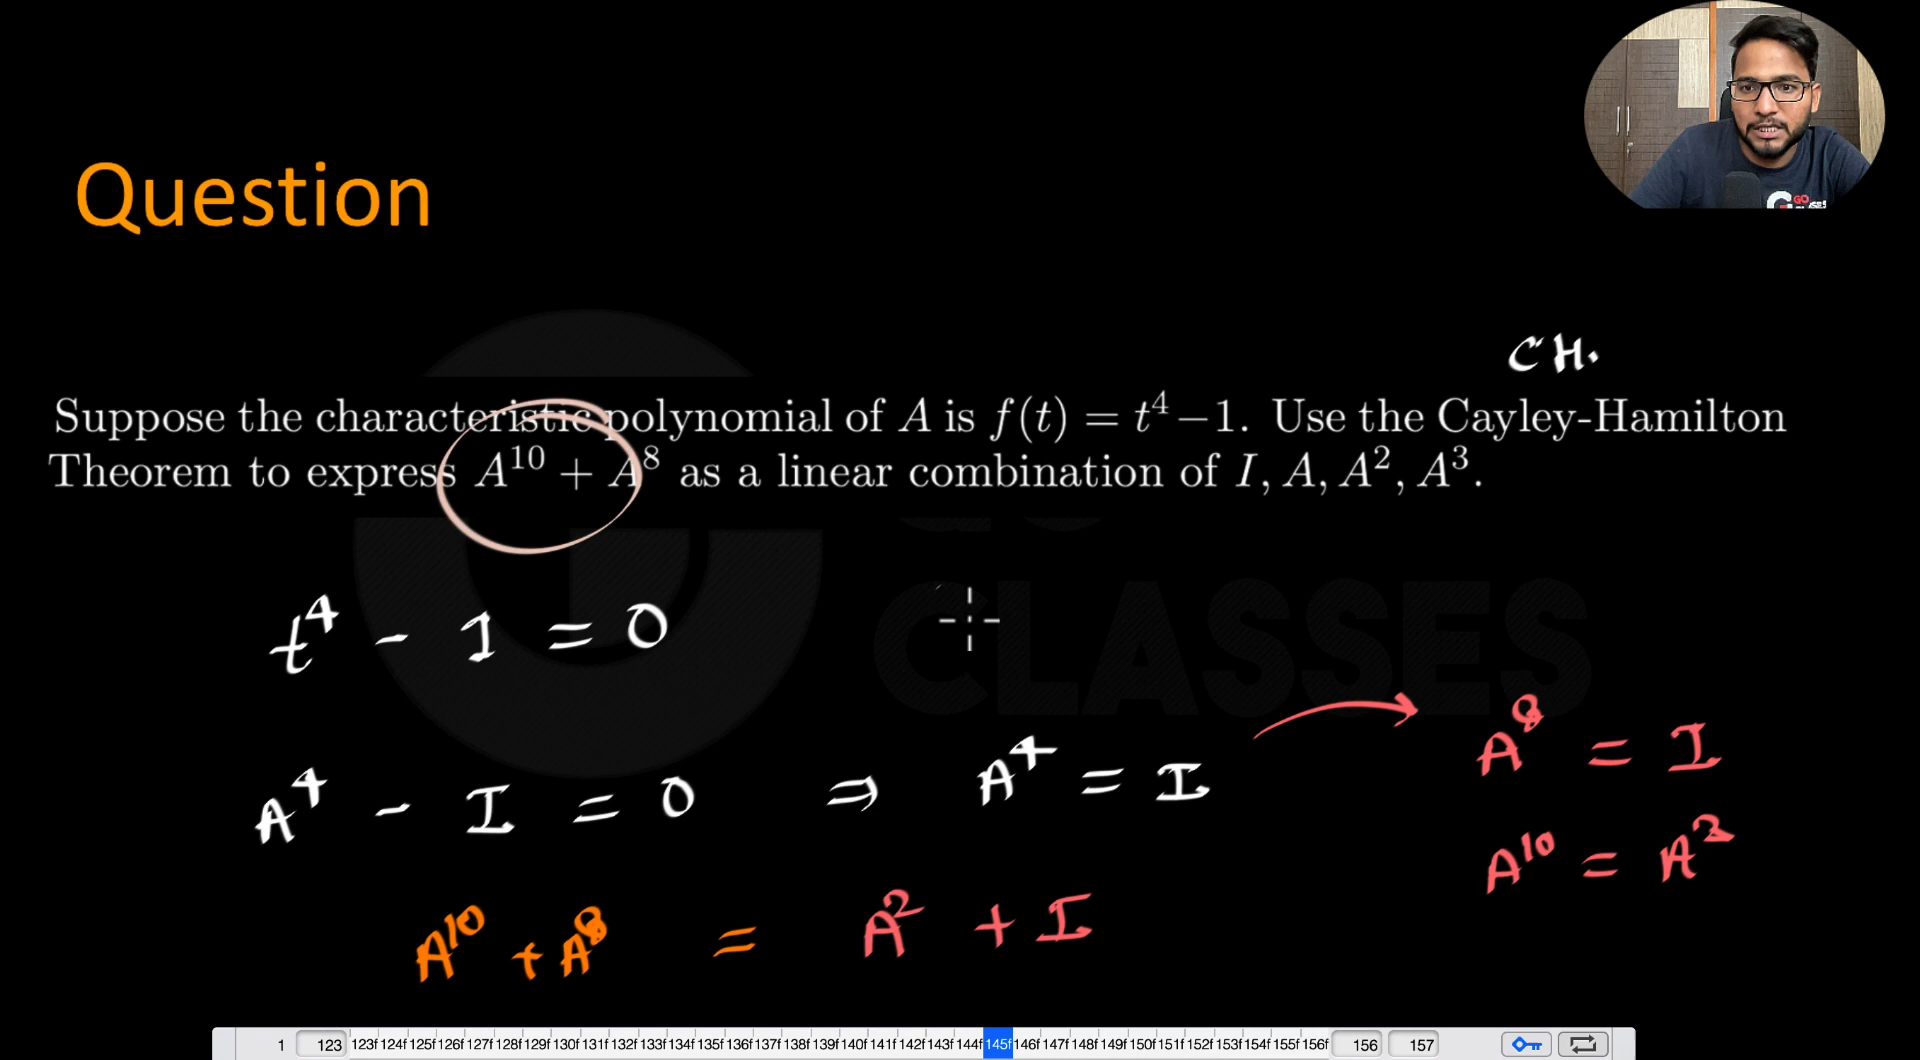 Question
CH.
Suppose the characteristic polynomial of A is f(t) = t⁴ − 1. Use the Cayley-Hamilton
Theorem to express A¹⁰ + A⁸ as a linear combination of I, A, A², A³.
t⁴ - 1 = 0
A⁴ - I = 0 ⇒ A⁴ = I
A⁸ = I
A¹⁰ = A²
A¹⁰ + A⁸ = A² + I
CLASSES
GO
1 123 123f 124f 125f 126f 127f 128f 129f 130f 131f 132f 133f 134f 135f 136f 137f 138f 139f 140f 141f 142f 143f 144f 145f 146f 147f 148f 149f 150f 151f 152f 153f 154f 155f 156f 156 157